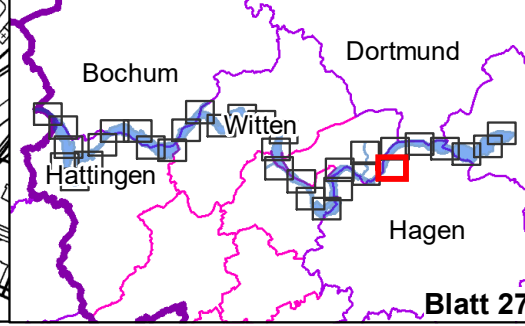 Dortmund
Bochum
Witten
Hattingen
Hagen
Blatt 27